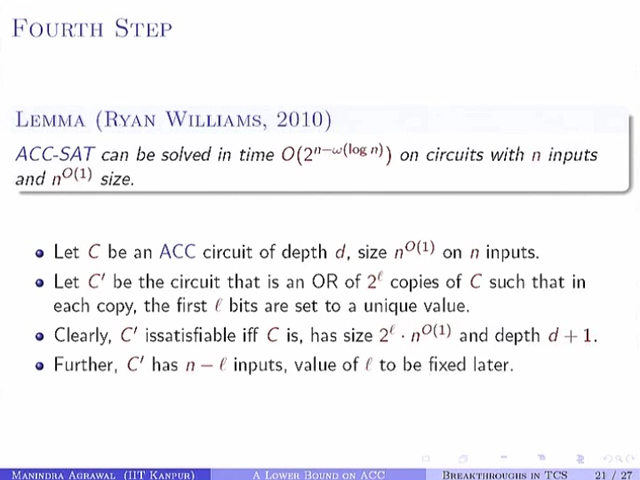 Fourth Step
Lemma (Ryan Williams, 2010)
ACC-SAT can be solved in time O(2^{n−ω(log n)}) on circuits with n inputs
and n^{O(1)} size.
Let C be an ACC circuit of depth d, size n^{O(1)} on n inputs.
Let C′ be the circuit that is an OR of 2^ℓ copies of C such that in
each copy, the first ℓ bits are set to a unique value.
Clearly, C′ issatisfiable iff C is, has size 2^ℓ · n^{O(1)} and depth d + 1.
Further, C′ has n − ℓ inputs, value of ℓ to be fixed later.
Manindra Agrawal (IIT Kanpur) A Lower Bound on ACC Breakthroughs in TCS 21 / 27